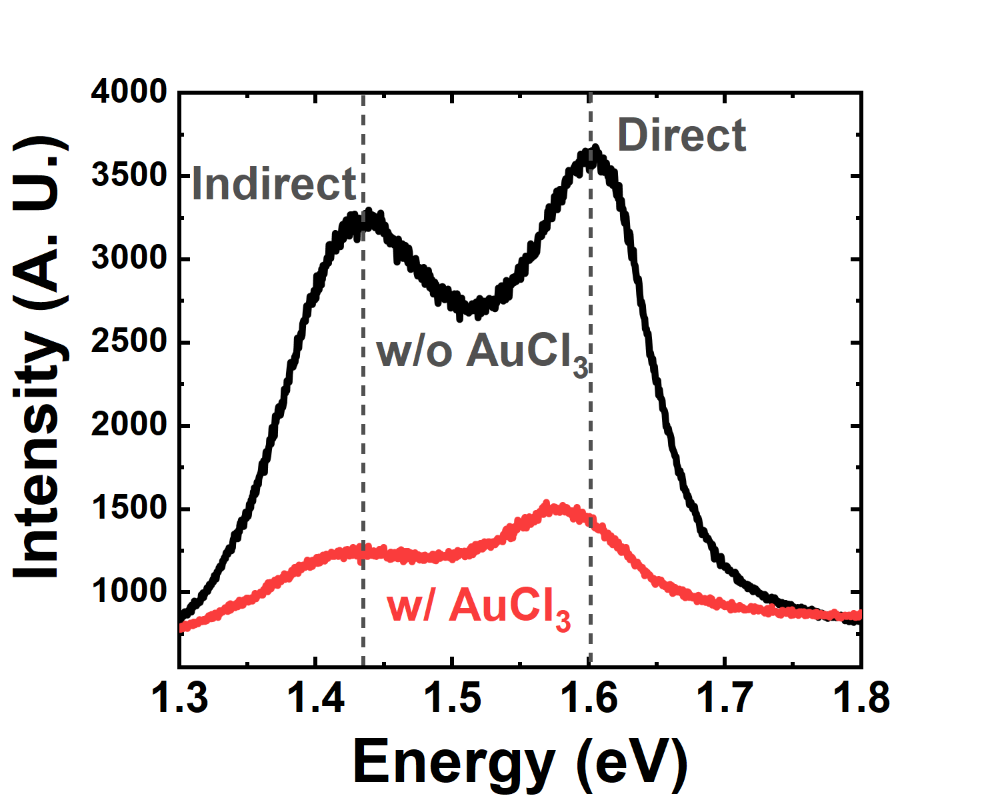 4000
3500
3000
2500
2000
1500
1000
Intensity (A. U.)
Indirect
Direct
w/o AuCl₃
w/ AuCl₃
1.3 1.4 1.5 1.6 1.7 1.8
Energy (eV)